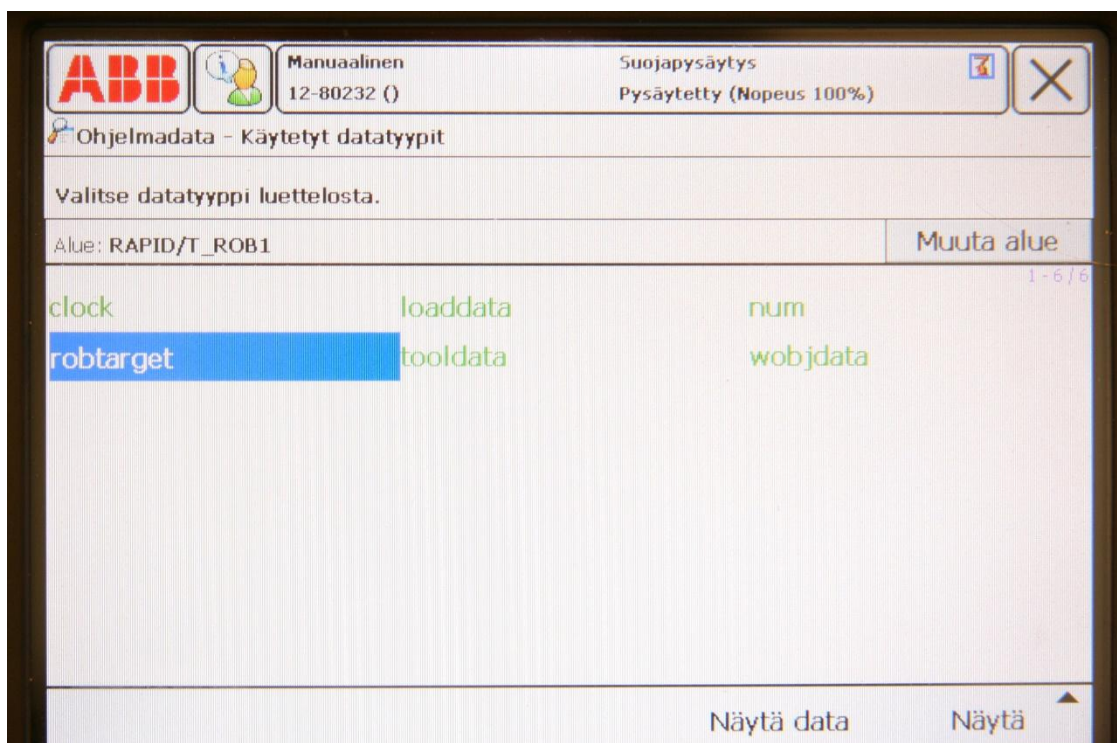 ABB
Manuaalinen
12-80232 ()
Suojapysäytys
Pysäytetty (Nopeus 100%)
Ohjelmadata - Käytetyt datatyypit
Valitse datatyyppi luettelosta.
Alue: RAPID/T_ROB1
Muuta alue
1-6/6
clock loaddata num
robtarget tooldata wobjdata
Näytä data Näytä